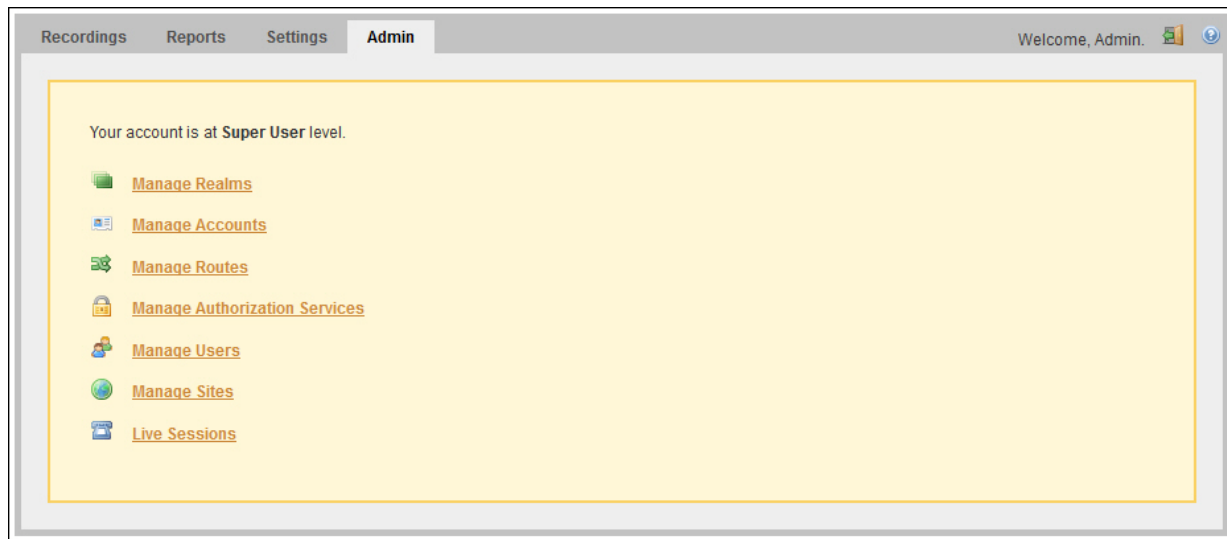 Recordings Reports Settings Admin Welcome, Admin.
Your account is at Super User level.
Manage Realms
Manage Accounts
Manage Routes
Manage Authorization Services
Manage Users
Manage Sites
Live Sessions